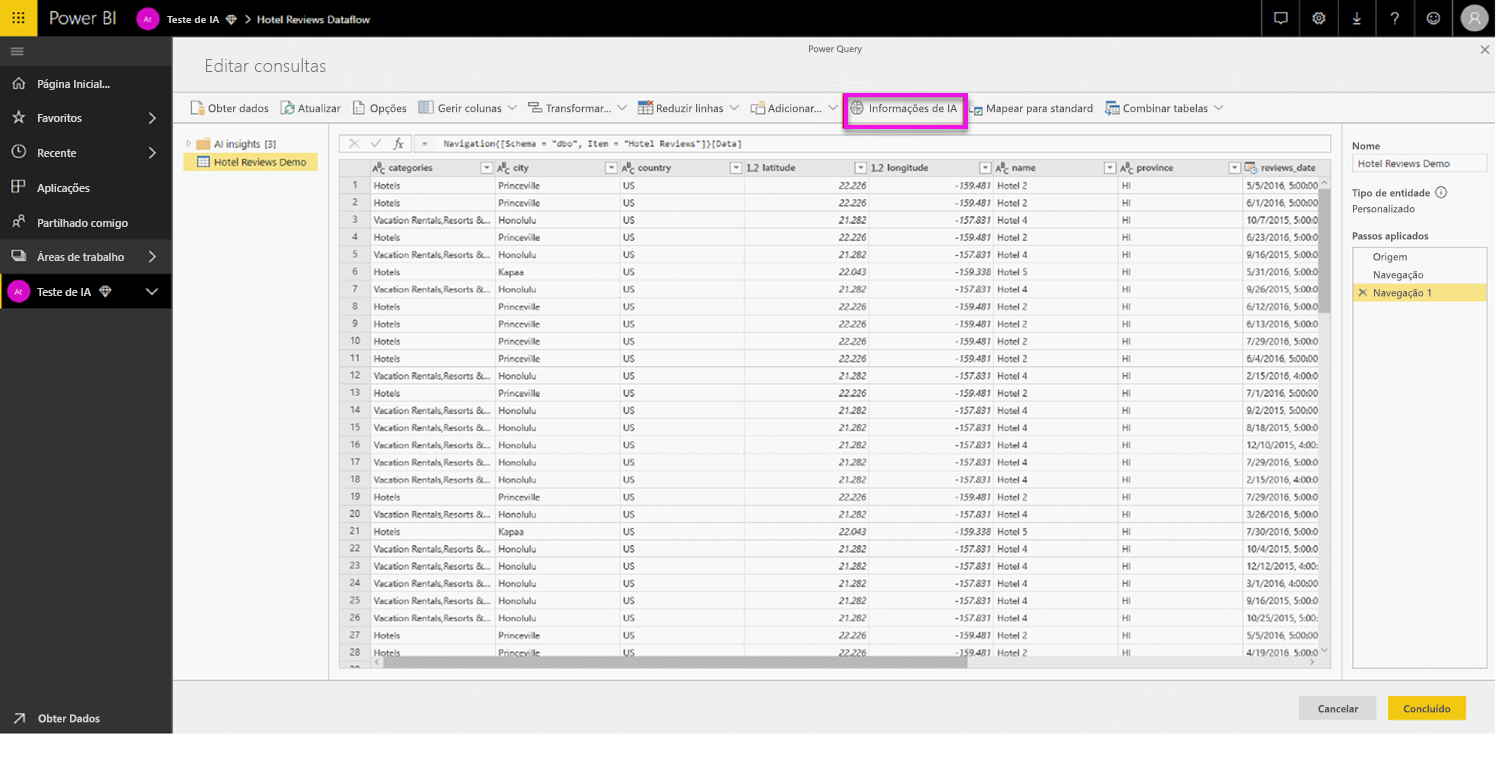 Power BI At Teste de IA > Hotel Reviews Dataflow
Power Query
Editar consultas
Página Inicial...
Favoritos
Recente
Aplicações
Partilhado comigo
Áreas de trabalho
At Teste de IA
Obter Dados
Obter dados Atualizar Opções Gerir colunas Transformar... Reduzir linhas Adicionar... Informações de IA Mapear para standard Combinar tabelas
AI insights [3]
Hotel Reviews Demo
fx = Navigation{[Schema = "dbo", Item = "Hotel Reviews"]}[Data]
categories city country 1.2 latitude 1.2 longitude name province reviews_date
1 Hotels Princeville US 22.226 -159.481 Hotel 2 HI 5/5/2016, 5:00:00
2 Hotels Princeville US 22.226 -159.481 Hotel 2 HI 6/1/2016, 5:00:00
3 Vacation Rentals,Resorts &... Honolulu US 21.282 -157.831 Hotel 4 HI 10/7/2015, 5:00:0
4 Hotels Princeville US 22.226 -159.481 Hotel 2 HI 6/23/2016, 5:00:0
5 Vacation Rentals,Resorts &... Honolulu US 21.282 -157.831 Hotel 4 HI 9/16/2015, 5:00:0
6 Hotels Kapaa US 22.043 -159.338 Hotel 5 HI 5/31/2016, 5:00:0
7 Vacation Rentals,Resorts &... Honolulu US 21.282 -157.831 Hotel 4 HI 9/26/2015, 5:00:0
8 Hotels Princeville US 22.226 -159.481 Hotel 2 HI 6/12/2016, 5:00:0
9 Hotels Princeville US 22.226 -159.481 Hotel 2 HI 6/13/2016, 5:00:0
10 Hotels Princeville US 22.226 -159.481 Hotel 2 HI 7/29/2016, 5:00:0
11 Hotels Princeville US 22.226 -159.481 Hotel 2 HI 6/4/2016, 5:00:00
12 Vacation Rentals,Resorts &... Honolulu US 21.282 -157.831 Hotel 4 HI 2/15/2016, 4:00:0
13 Hotels Princeville US 22.226 -159.481 Hotel 2 HI 7/1/2016, 5:00:00
14 Vacation Rentals,Resorts &... Honolulu US 21.282 -157.831 Hotel 4 HI 9/2/2015, 5:00:00
15 Vacation Rentals,Resorts &... Honolulu US 21.282 -157.831 Hotel 4 HI 8/18/2015, 5:00:0
16 Vacation Rentals,Resorts &... Honolulu US 21.282 -157.831 Hotel 4 HI 12/10/2015, 4:00:
17 Vacation Rentals,Resorts &... Honolulu US 21.282 -157.831 Hotel 4 HI 7/29/2016, 5:00:0
18 Vacation Rentals,Resorts &... Honolulu US 21.282 -157.831 Hotel 4 HI 2/15/2016, 4:00:0
19 Hotels Princeville US 22.226 -159.481 Hotel 2 HI 7/29/2016, 5:00:0
20 Vacation Rentals,Resorts &... Honolulu US 21.282 -157.831 Hotel 4 HI 3/26/2016, 5:00:0
21 Hotels Kapaa US 22.043 -159.338 Hotel 5 HI 7/30/2016, 5:00:0
22 Vacation Rentals,Resorts &... Honolulu US 21.282 -157.831 Hotel 4 HI 10/4/2015, 5:00:0
23 Vacation Rentals,Resorts &... Honolulu US 21.282 -157.831 Hotel 4 HI 12/12/2015, 4:00:
24 Vacation Rentals,Resorts &... Honolulu US 21.282 -157.831 Hotel 4 HI 3/1/2016, 4:00:00
25 Vacation Rentals,Resorts &... Honolulu US 21.282 -157.831 Hotel 4 HI 9/16/2015, 5:00:0
26 Vacation Rentals,Resorts &... Honolulu US 21.282 -157.831 Hotel 4 HI 10/25/2015, 5:00:
27 Hotels Princeville US 22.226 -159.481 Hotel 2 HI 5/5/2016, 5:00:00
28 Hotels Princeville US 22.226 -159.481 Hotel 2 HI 4/19/2016, 5:00:0
Nome
Hotel Reviews Demo
Tipo de entidade
Personalizado
Passos aplicados
Origem
Navegação
Navegação 1
Cancelar Concluído